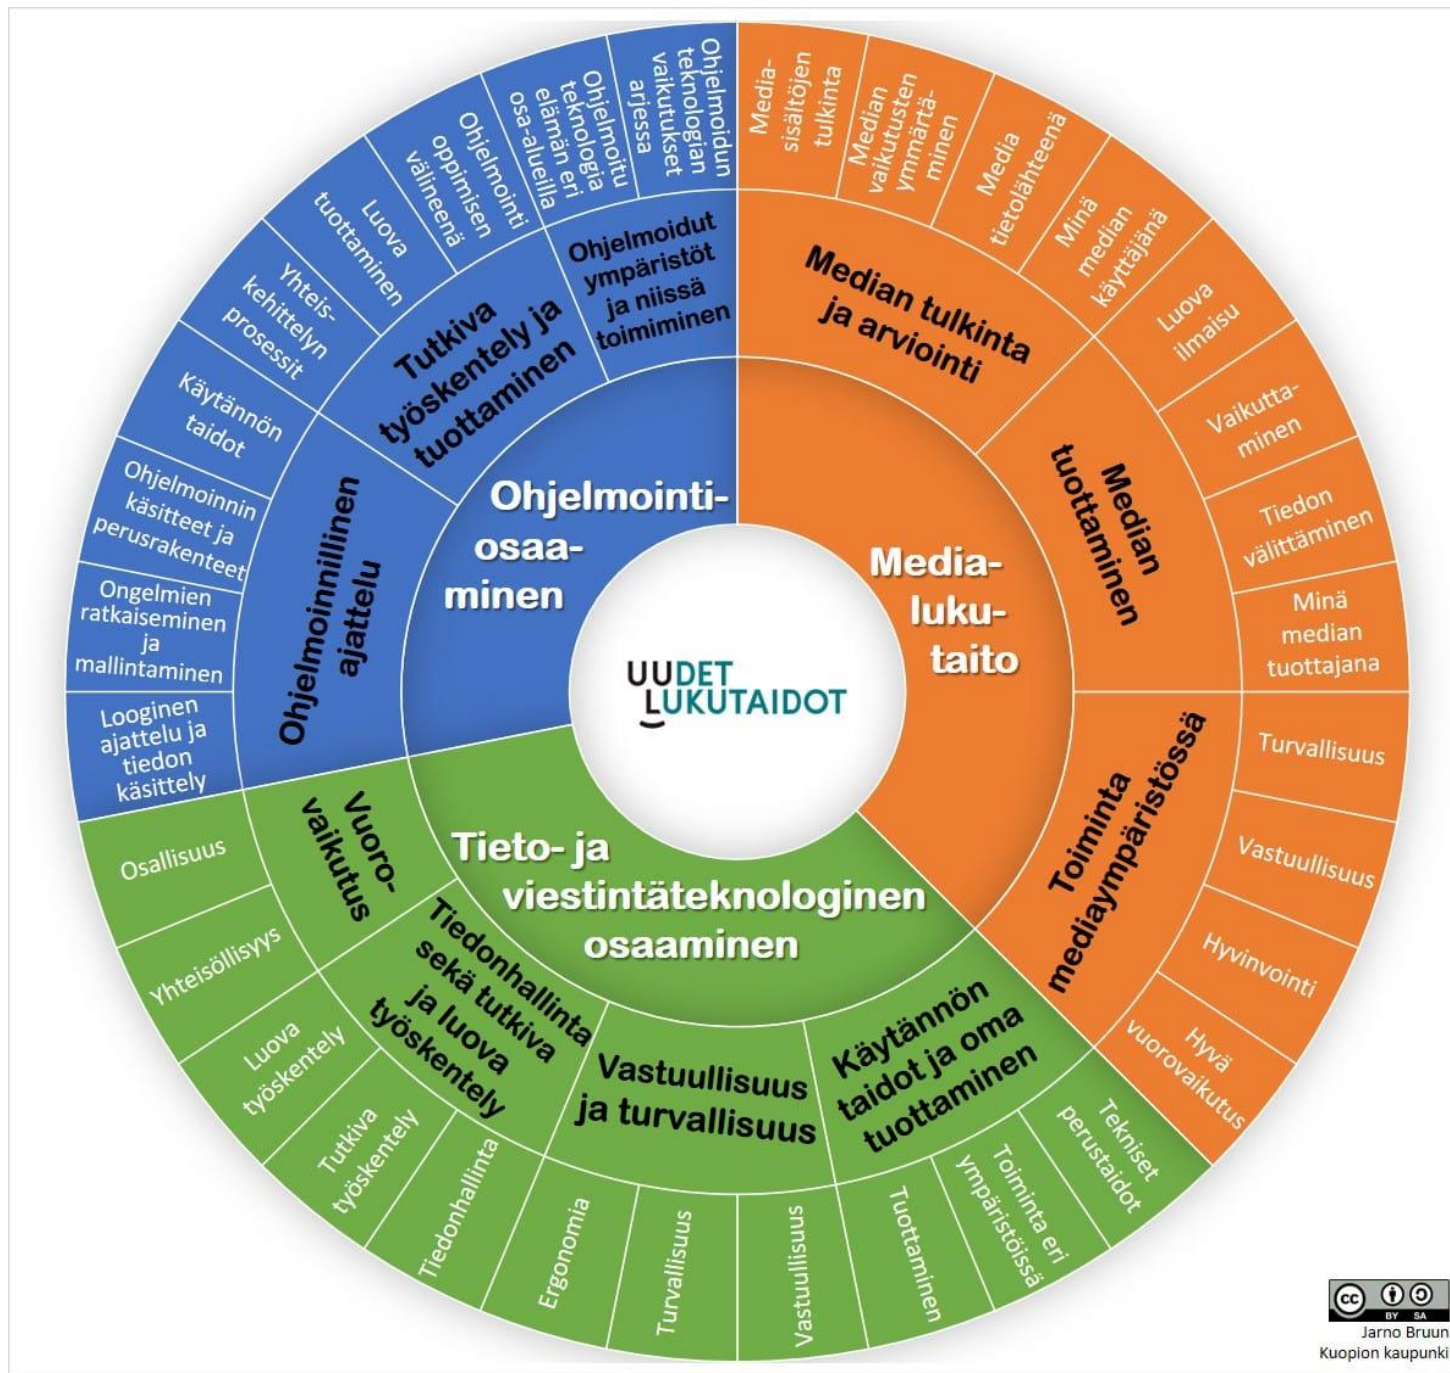 UUDET
LUKUTAIDOT
Media-
luku-
taito
Median tulkinta
ja arviointi
Media-
sisältöjen
tulkinta
Median
vaikutusten
ymmärtä-
minen
Media
tietolähteenä
Minä
median
käyttäjänä
Median
tuottaminen
Luova
ilmaisu
Vaikutta-
minen
Tiedon
välittäminen
Minä
median
tuottajana
Toiminta
mediaympäristössä
Turvallisuus
Vastuullisuus
Hyvinvointi
Hyvä
vuorovaikutus
Tieto- ja
viestintäteknologinen
osaaminen
Käytännön
taidot ja oma
tuottaminen
Tekniset
perustaidot
Toiminta eri
ympäristöissä
Tuottaminen
Vastuullisuus
ja turvallisuus
Vastuullisuus
Turvallisuus
Ergonomia
Tiedonhallinta
sekä tutkiva
ja luova
työskentely
Tiedonhallinta
Tutkiva
työskentely
Luova
työskentely
Vuoro-
vaikutus
Yhteisöllisyys
Osallisuus
Ohjelmointi-
osaa-
minen
Ohjelmoinnillinen
ajattelu
Looginen
ajattelu ja
tiedon
käsittely
Ongelmien
ratkaiseminen
ja
mallintaminen
Ohjelmoinnin
käsitteet ja
perusrakenteet
Käytännön
taidot
Tutkiva
työskentely ja
tuottaminen
Yhteis-
kehittelyn
prosessit
Luova
tuottaminen
Ohjelmointi
oppimisen
välineenä
Ohjelmoidut
ympäristöt
ja niissä
toimiminen
Ohjelmoitu
teknologia
elämän eri
osa-alueilla
Ohjelmoidun
teknologian
vaikutukset
arjessa
cc
BY SA
Jarno Bruun
Kuopion kaupunki